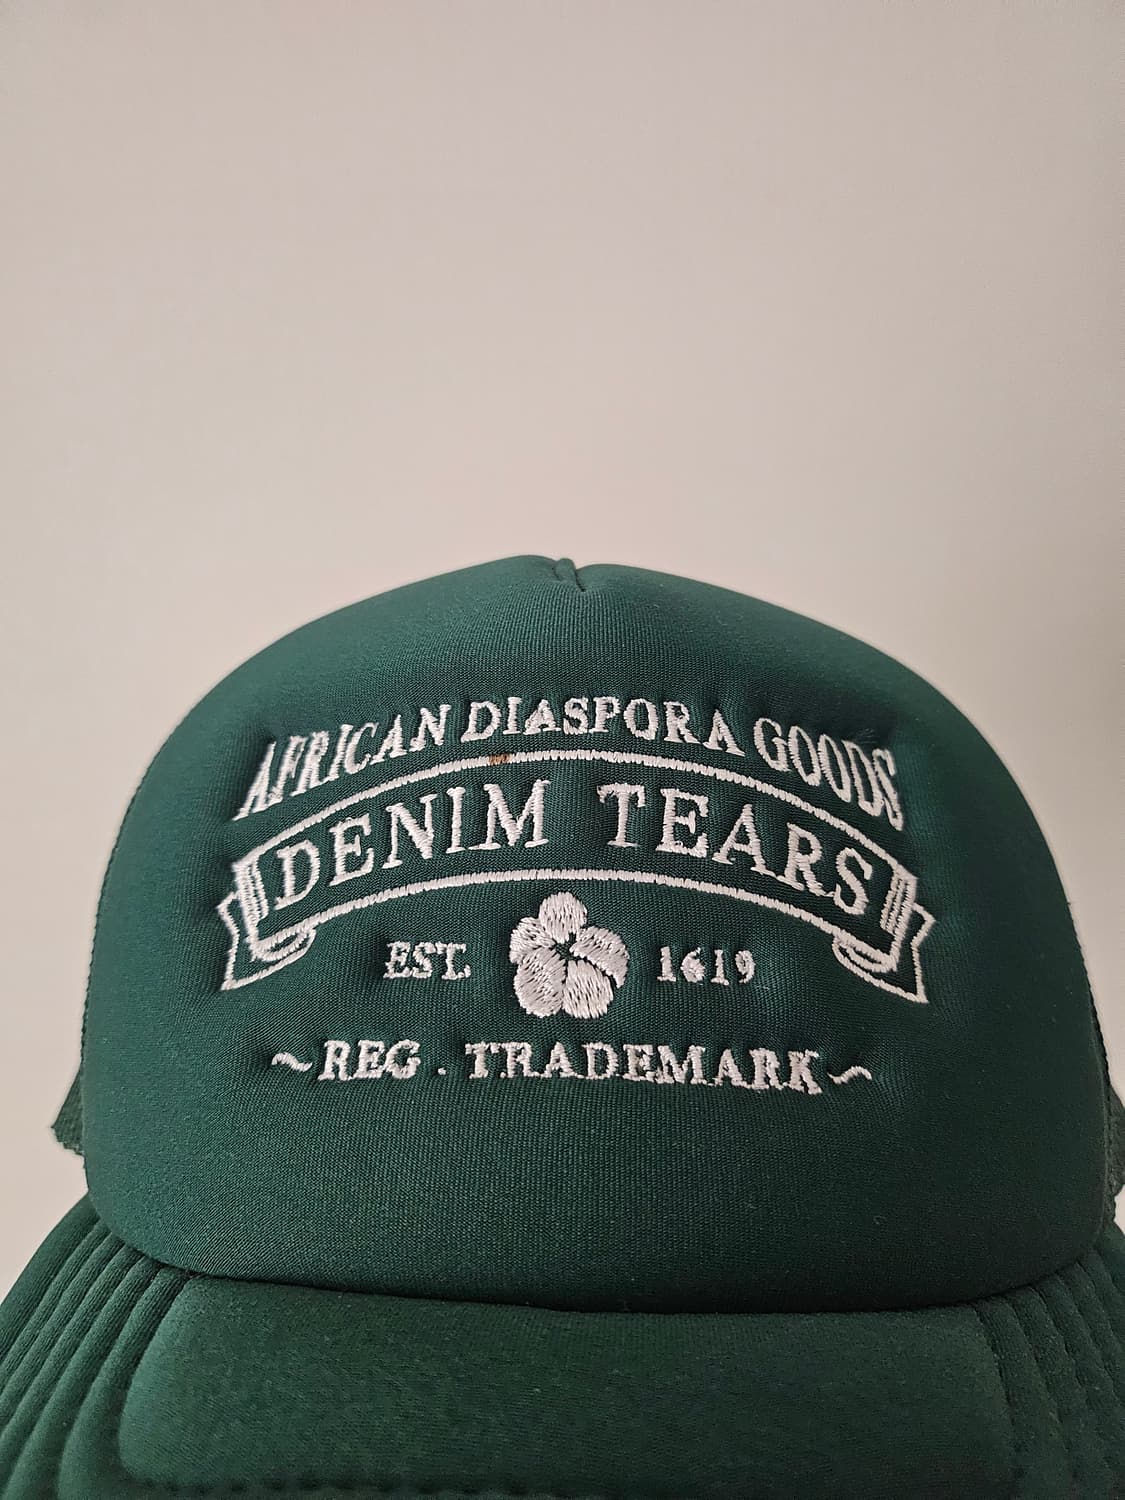 AFRICAN DIASPORA GOODS
DENIM TEARS
EST. 1619
~REG . TRADEMARK~